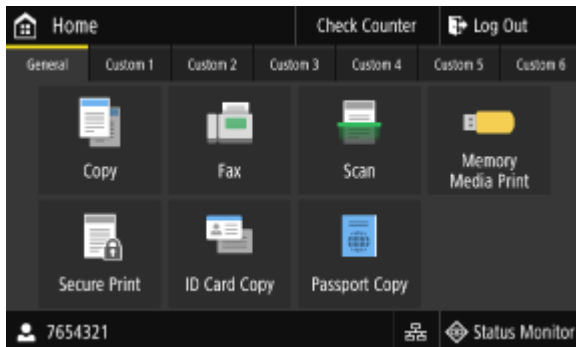 Home
Check Counter
Log Out
General
Custom 1
Custom 2
Custom 3
Custom 4
Custom 5
Custom 6
Copy
Fax
Scan
Memory
Media Print
Secure Print
ID Card Copy
Passport Copy
7654321
Status Monitor